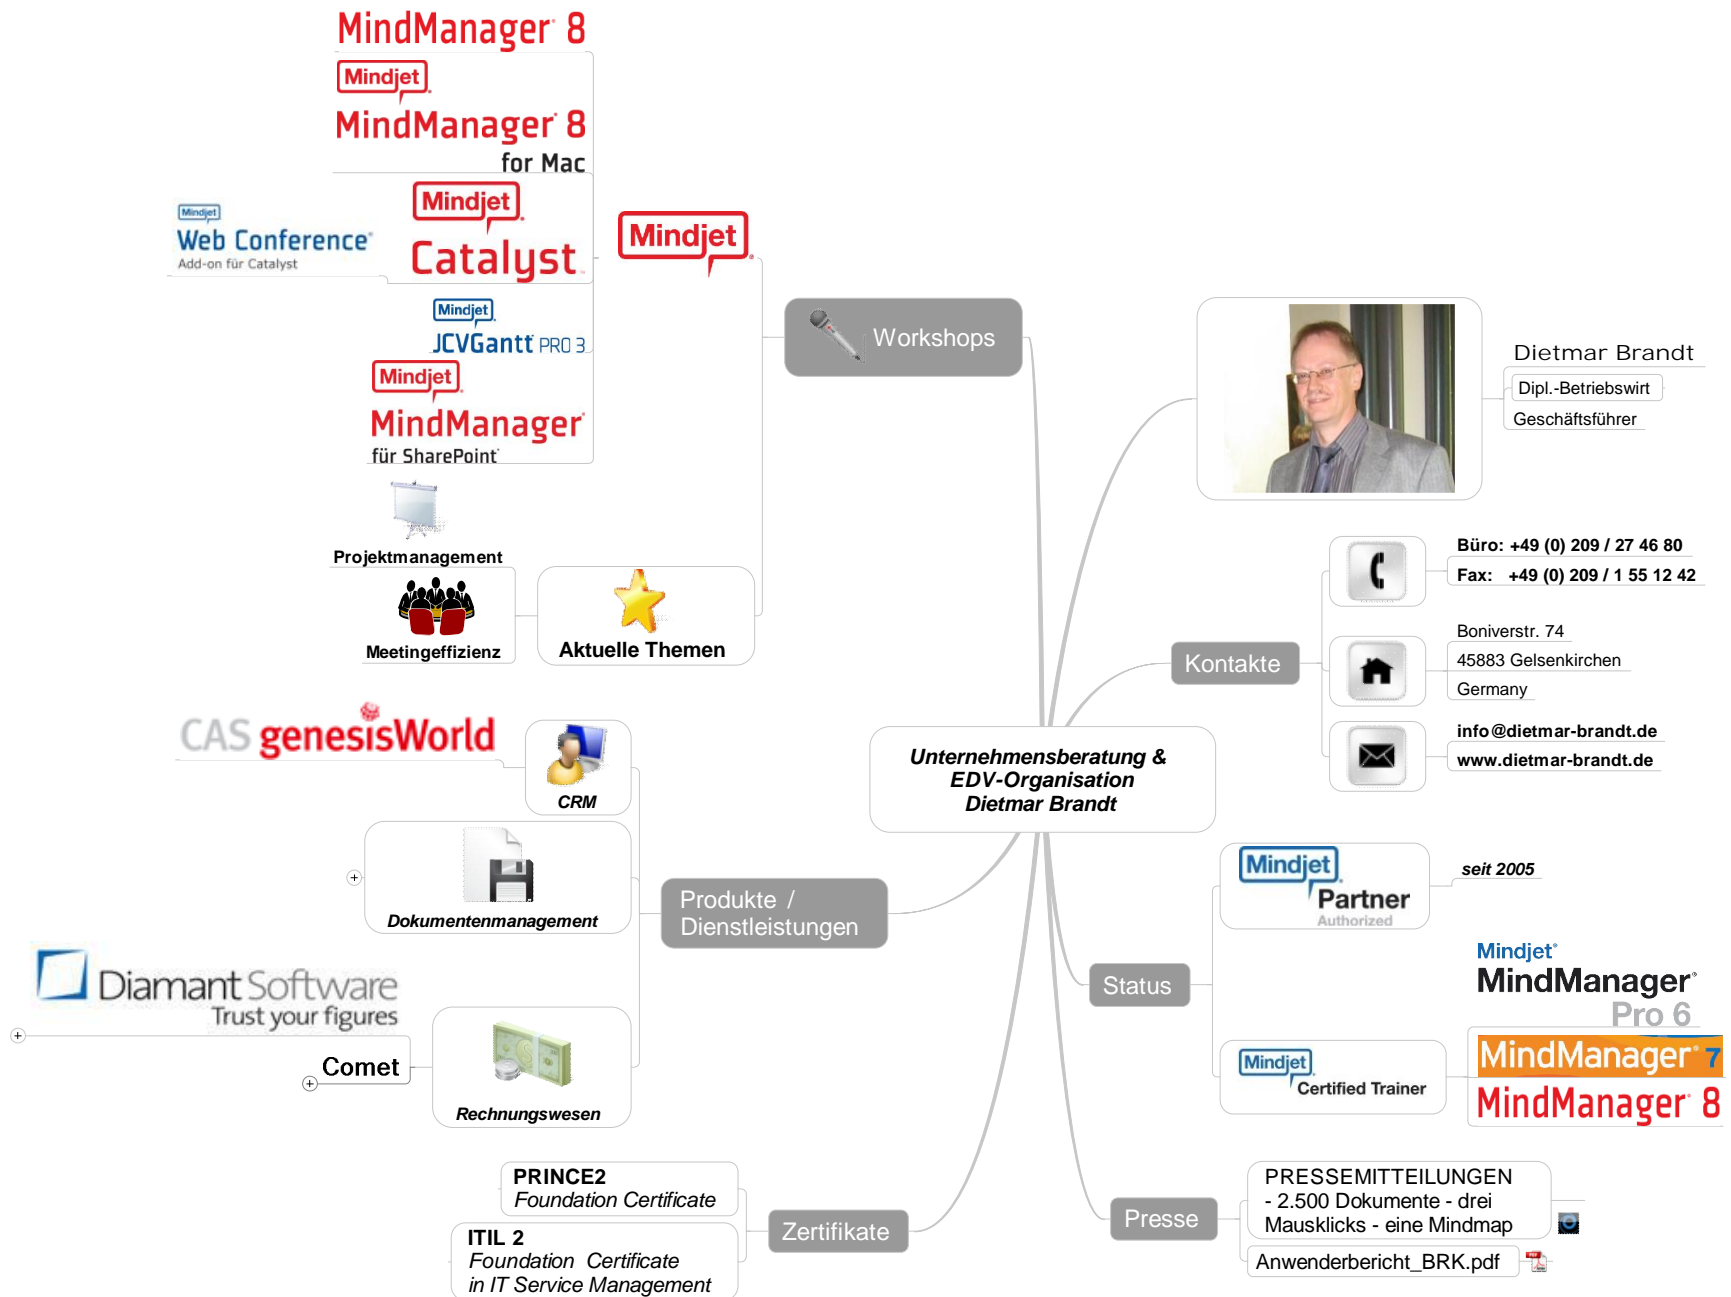 MindManager® 8
Mindjet
MindManager® 8
for Mac
Mindjet
Web Conference®
Add-on für Catalyst
Mindjet
Catalyst™
Mindjet
JCVGantt PRO 3
Mindjet
MindManager®
für SharePoint
Mindjet®
Workshops
Projektmanagement
Meetingeffizienz
Aktuelle Themen
Dietmar Brandt
Dipl.-Betriebswirt
Geschäftsführer
Büro: +49 (0) 209 / 27 46 80
Fax: +49 (0) 209 / 1 55 12 42
Kontakte
Boniverstr. 74
45883 Gelsenkirchen
Germany
info@dietmar-brandt.de
www.dietmar-brandt.de
Unternehmensberatung &
EDV-Organisation
Dietmar Brandt
CAS genesisWorld
CRM
Dokumentenmanagement
Produkte /
Dienstleistungen
Diamant Software
Trust your figures
Comet
Rechnungswesen
Status
Mindjet
Partner
Authorized
seit 2005
Mindjet
Certified Trainer
Mindjet®
MindManager®
Pro 6
MindManager® 7
MindManager® 8
PRINCE2
Foundation Certificate
ITIL 2
Foundation Certificate
in IT Service Management
Zertifikate
Presse
PRESSEMITTEILUNGEN
- 2.500 Dokumente - drei
Mausklicks - eine Mindmap
Anwenderbericht_BRK.pdf
PDF